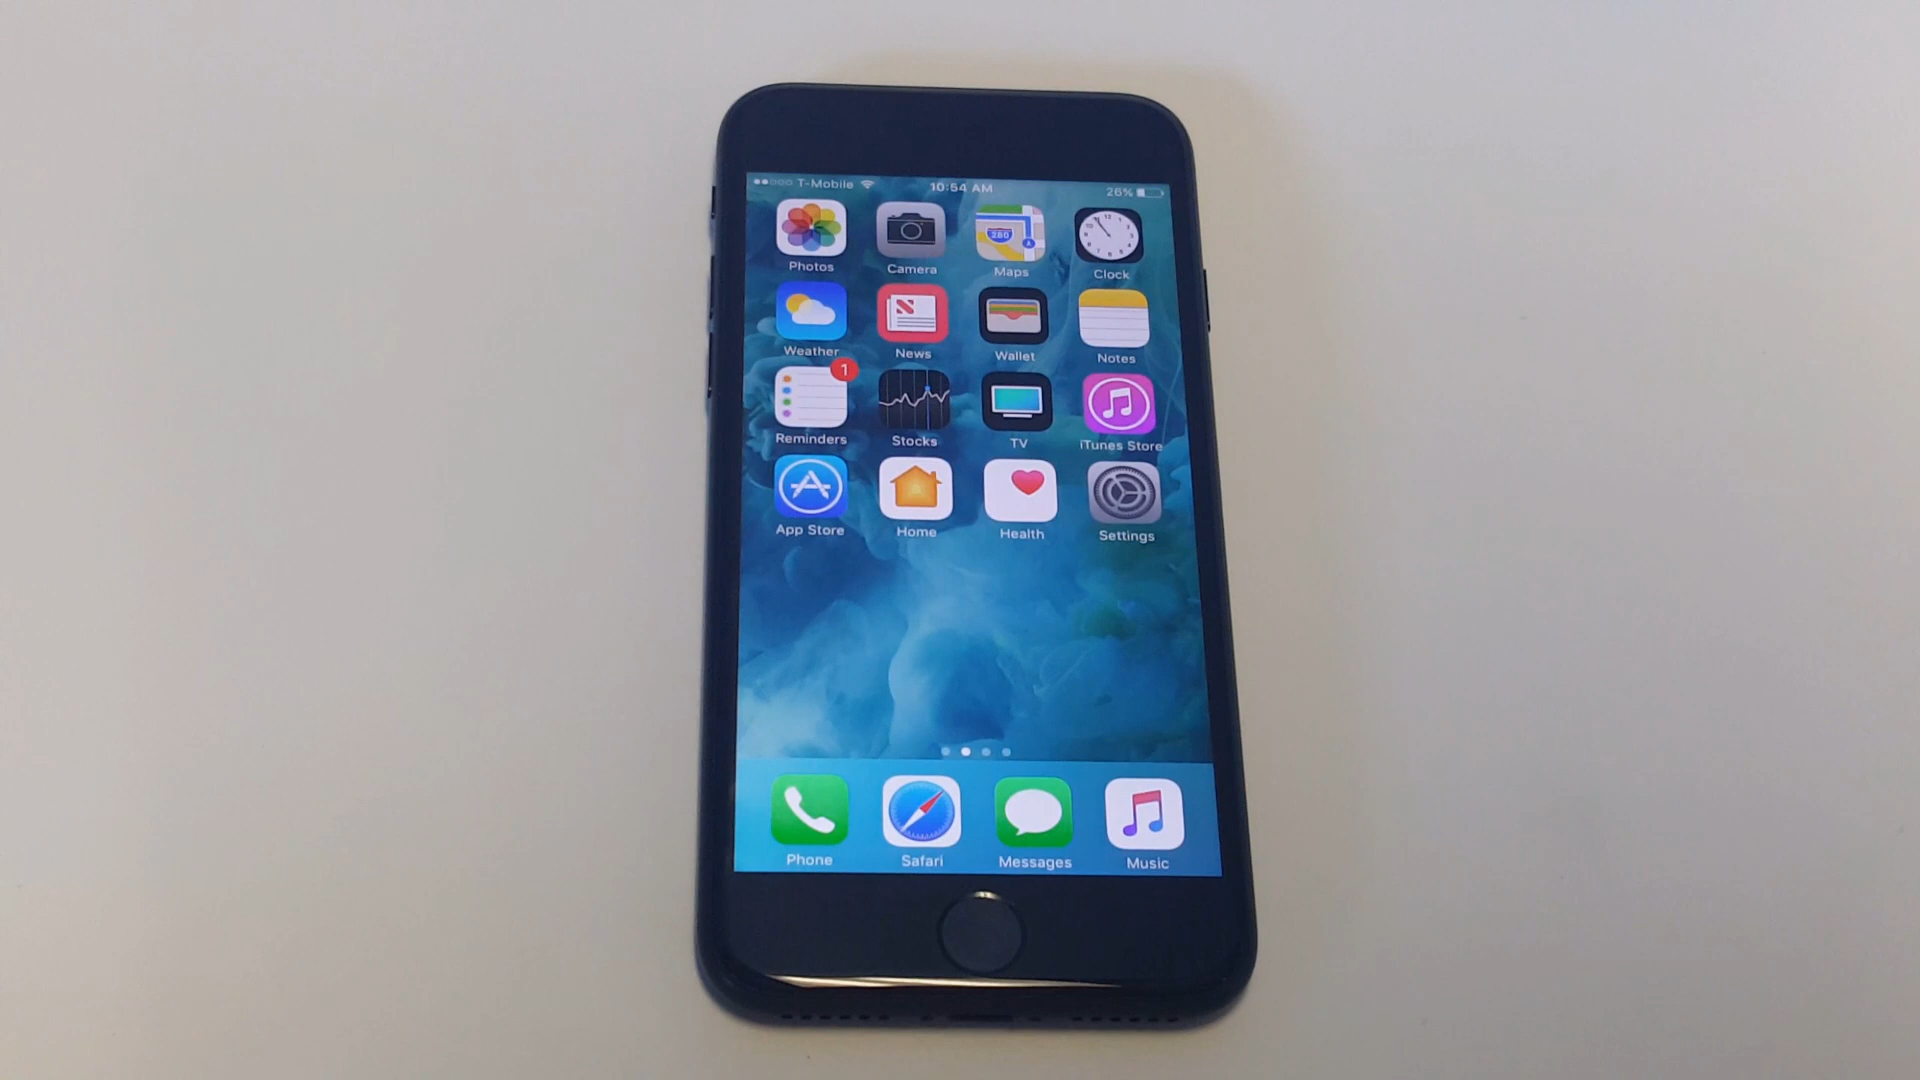 T-Mobile 10:54 AM 26%
280
Photos Camera Maps Clock
12
Weather News Wallet Notes
1
Reminders Stocks TV iTunes Store
App Store Home Health Settings
Phone Safari Messages Music